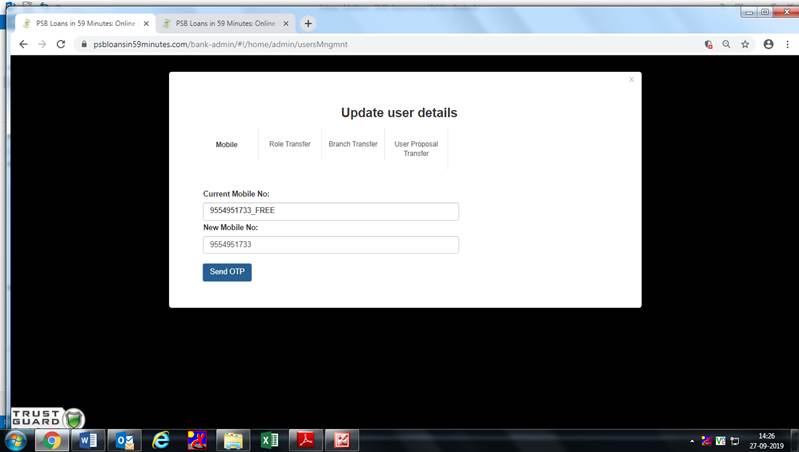 PSB Loans in 59 Minutes: Online
PSB Loans in 59 Minutes: Online
psbloansin59minutes.com/bank-admin/#!/home/admin/usersMngmnt
Update user details
Mobile
Role Transfer
Branch Transfer
User Proposal
Transfer
Current Mobile No:
9554951733_FREE
New Mobile No:
9554951733
Send OTP
TRUST
GUARD
14:26
27-09-2019